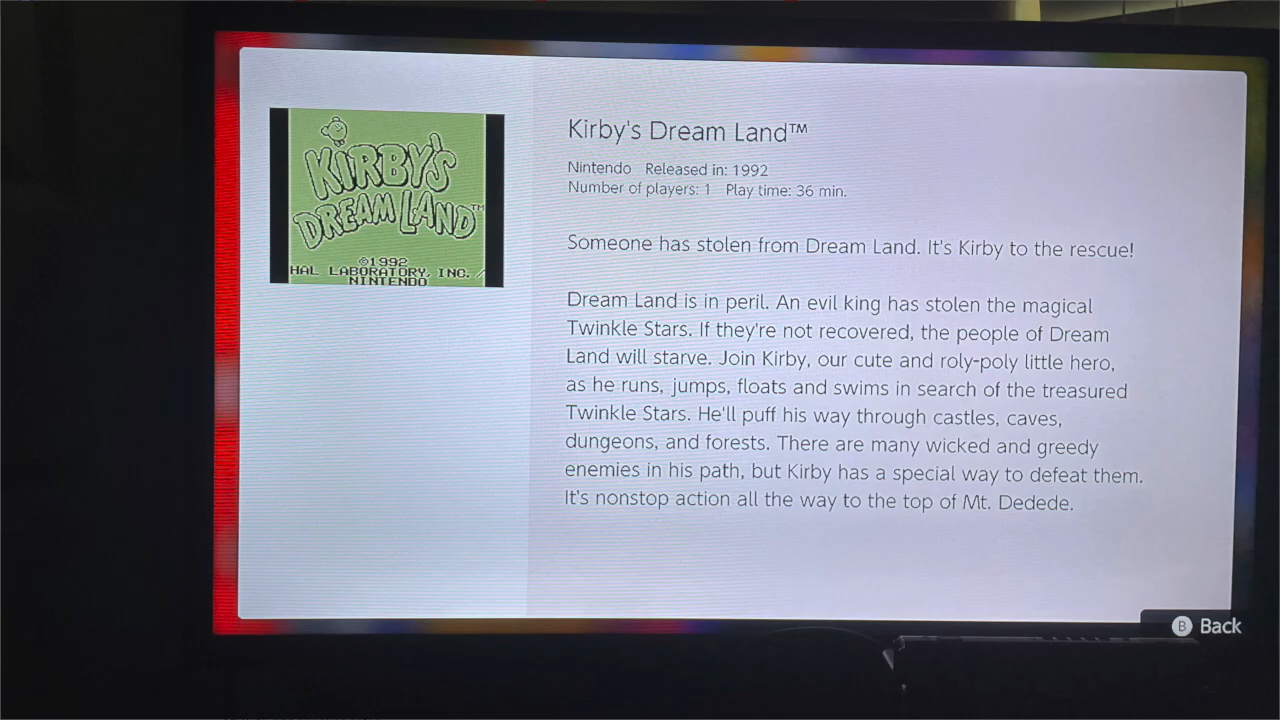 KIRBY'S
DREAM LAND™
©1992
HAL LABORATORY, INC. /
NINTENDO
Kirby's Dream Land™
Nintendo Released in: 1992
Number of players: 1 Play time: 36 min.
Someone has stolen from Dream Land. It's Kirby to the rescue!
Dream Land is in peril. An evil king has stolen the magical
Twinkle Stars. If they're not recovered, the people of Dream
Land will starve. Join Kirby, our cute and roly-poly little hero,
as he runs, jumps, floats and swims in search of the treasured
Twinkle Stars. He'll puff his way through castles, caves,
dungeons, and forests. There are many wicked and greedy
enemies in his path, but Kirby has a special way to defeat them.
It's nonstop action all the way to the top of Mt. Dedede.
B Back